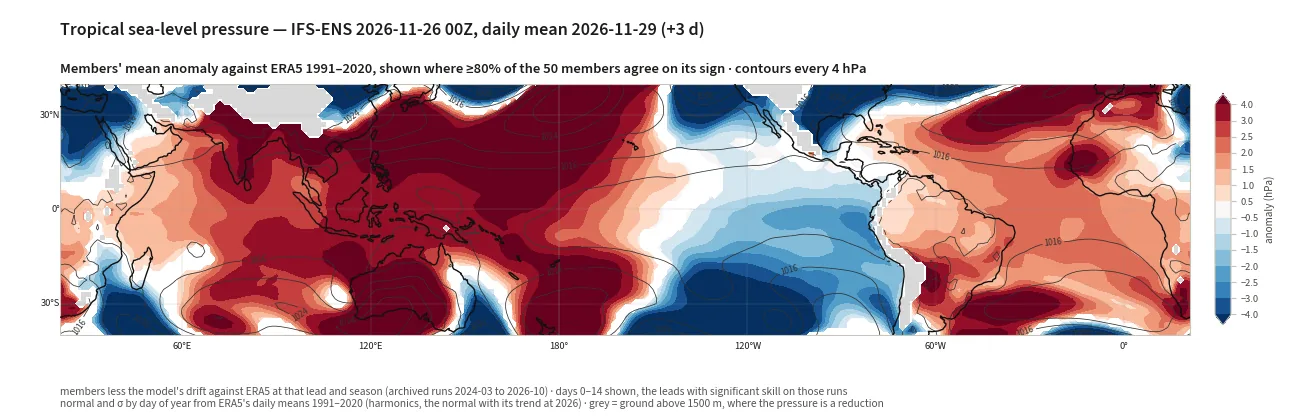 Tropical sea-level pressure — IFS-ENS 2026-11-26 00Z, daily mean 2026-11-29 (+3 d)
Members' mean anomaly against ERA5 1991–2020, shown where ≥80% of the 50 members agree on its sign · contours every 4 hPa
30°N
0°
30°S
60°E
120°E
180°
120°W
60°W
0°
1016
1024
1016
1016
1016
1016
1016
1024
1016
1016
4.0
3.0
2.0
1.5
1.0
0.5
−0.5
−1.0
−1.5
−2.0
−3.0
−4.0
anomaly (hPa)
members less the model's drift against ERA5 at that lead and season (archived runs 2024-03 to 2026-10) · days 0–14 shown, the leads with significant skill on those runs
normal and σ by day of year from ERA5's daily means 1991–2020 (harmonics, the normal with its trend at 2026) · grey = ground above 1500 m, where the pressure is a reduction